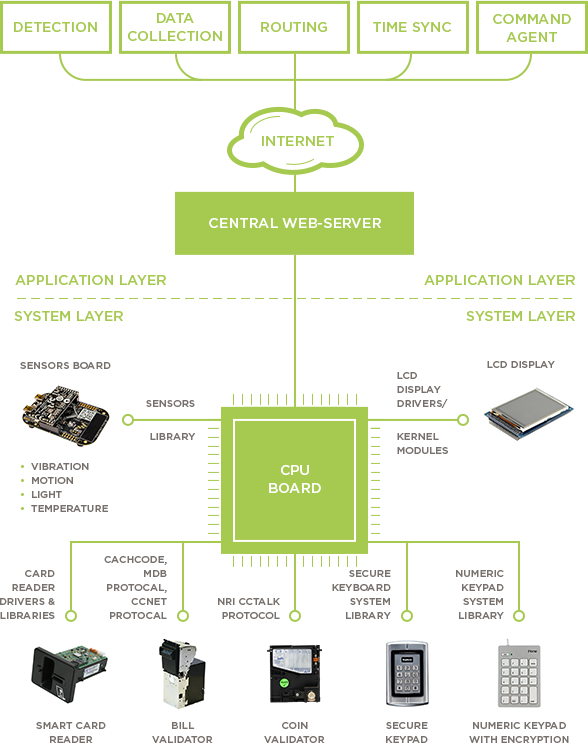 DETECTION
DATA
COLLECTION
ROUTING
TIME SYNC
COMMAND
AGENT
INTERNET
CENTRAL WEB-SERVER
APPLICATION LAYER
APPLICATION LAYER
SYSTEM LAYER
SYSTEM LAYER
SENSORS BOARD
SENSORS
LIBRARY
• VIBRATION
• MOTION
• LIGHT
• TEMPERATURE
LCD
DISPLAY
DRIVERS/
KERNEL
MODULES
LCD DISPLAY
CPU
BOARD
CARD
READER
DRIVERS &
LIBRARIES
CACHCODE,
MDB
PROTOCAL,
CCNET
PROTOCAL
NRI CCTALK
PROTOCOL
SECURE
KEYBOARD
SYSTEM
LIBRARY
NUMERIC
KEYPAD
SYSTEM
LIBRARY
SMART CARD
READER
BILL
VALIDATOR
COIN
VALIDATOR
SECURE
KEYPAD
NUMERIC KEYPAD
WITH ENCRYPTION